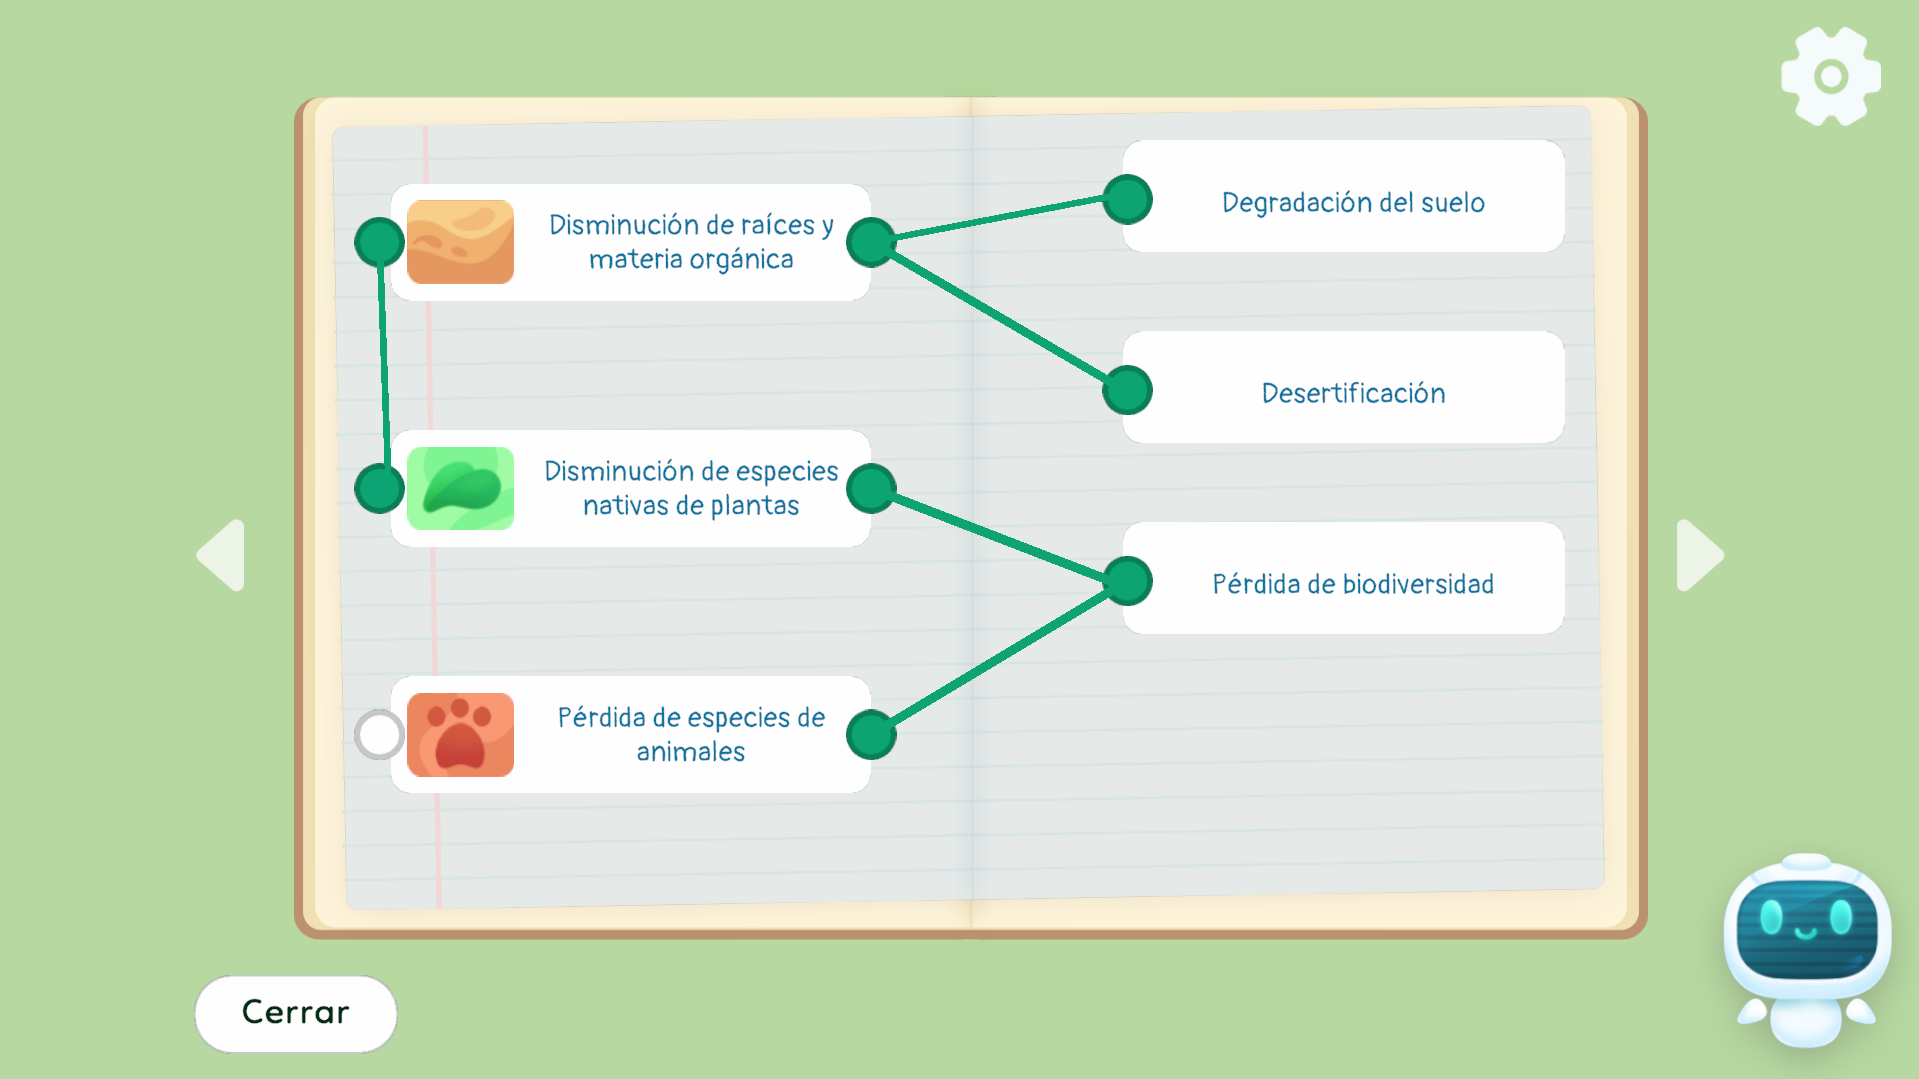 Disminución de raíces y
materia orgánica
Disminución de especies
nativas de plantas
Pérdida de especies de
animales
Degradación del suelo
Desertificación
Pérdida de biodiversidad
Cerrar